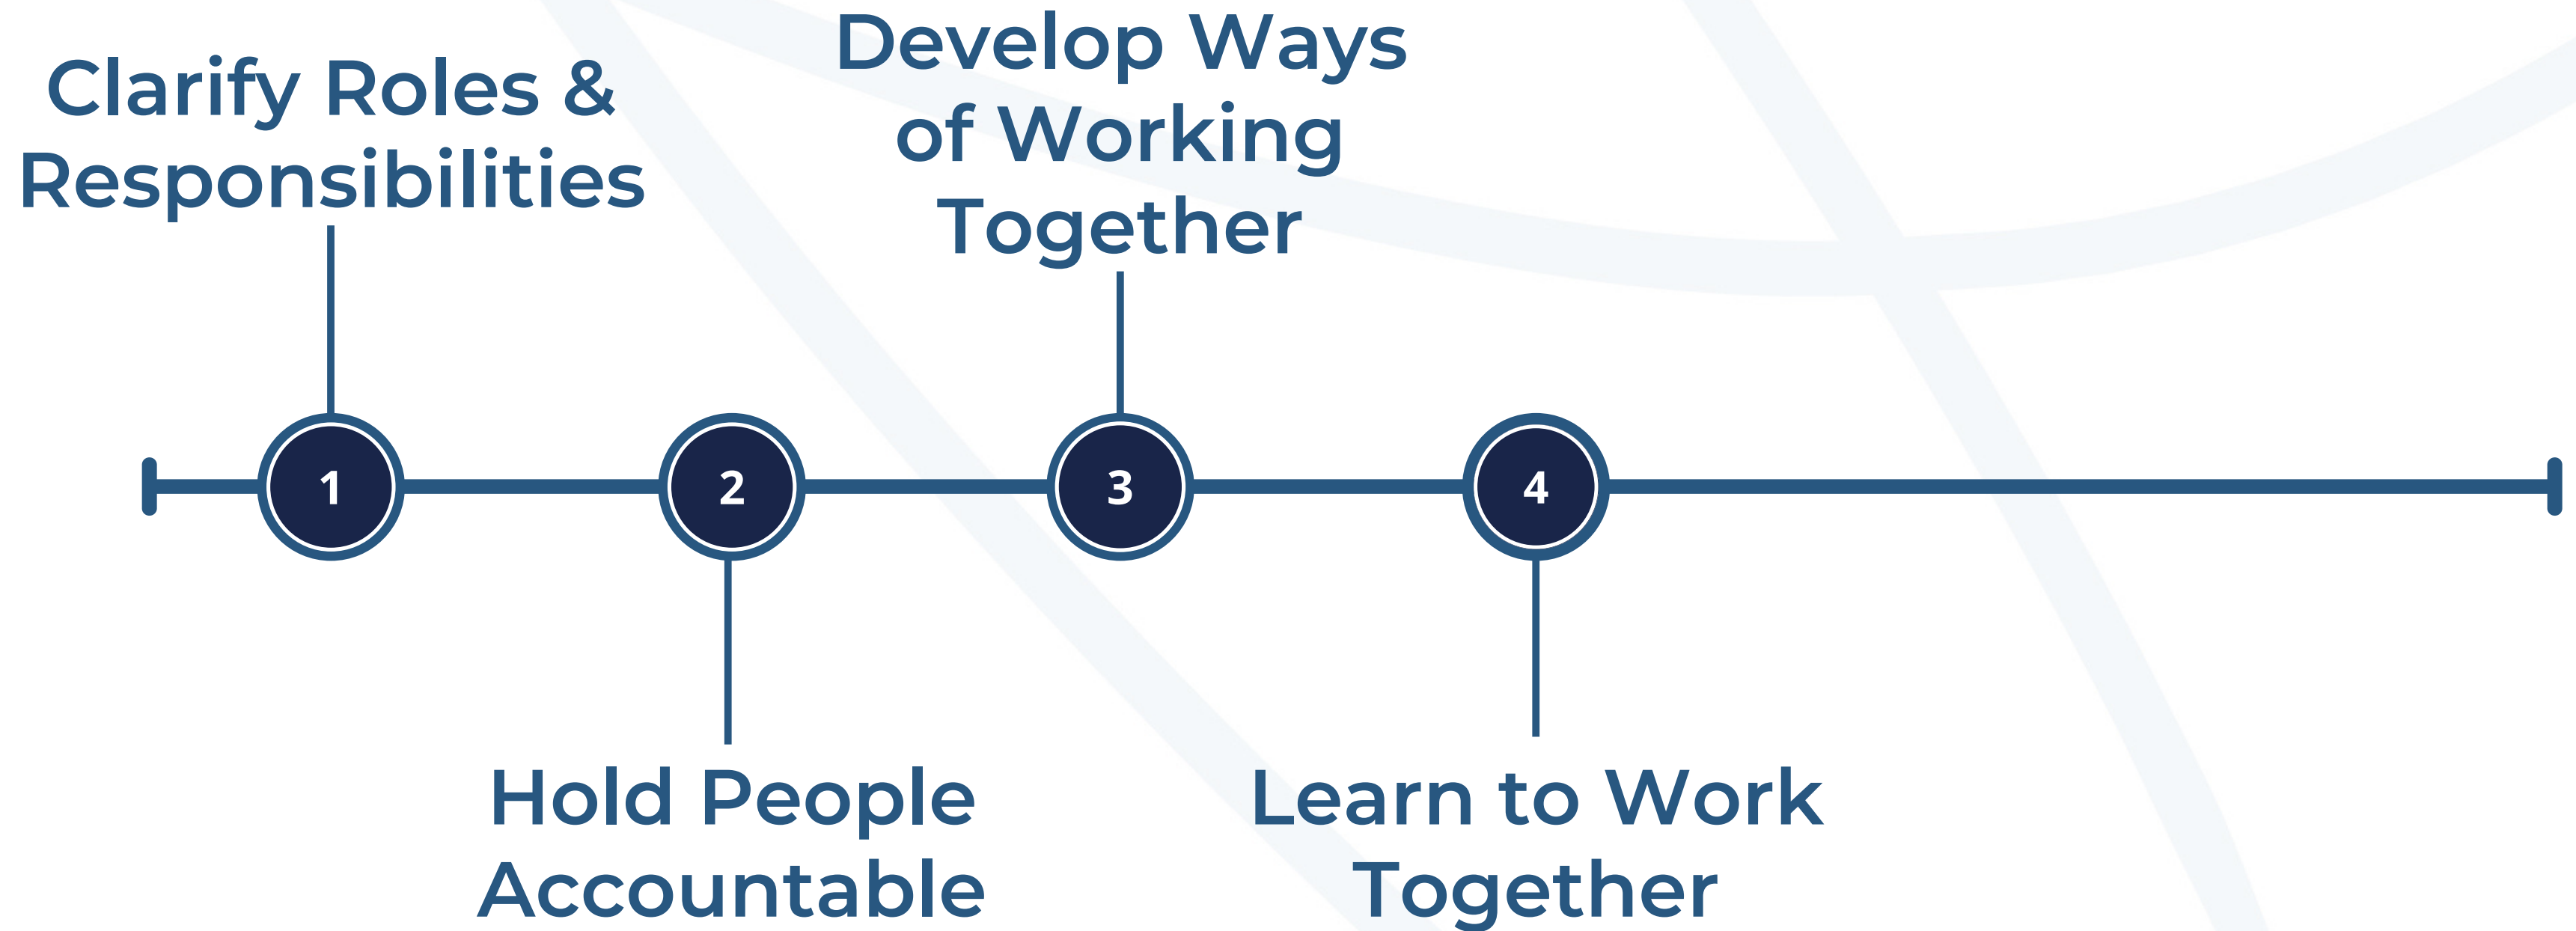 Clarify Roles &
Responsibilities
Develop Ways
of Working
Together
1
2
3
4
Hold People
Accountable
Learn to Work
Together